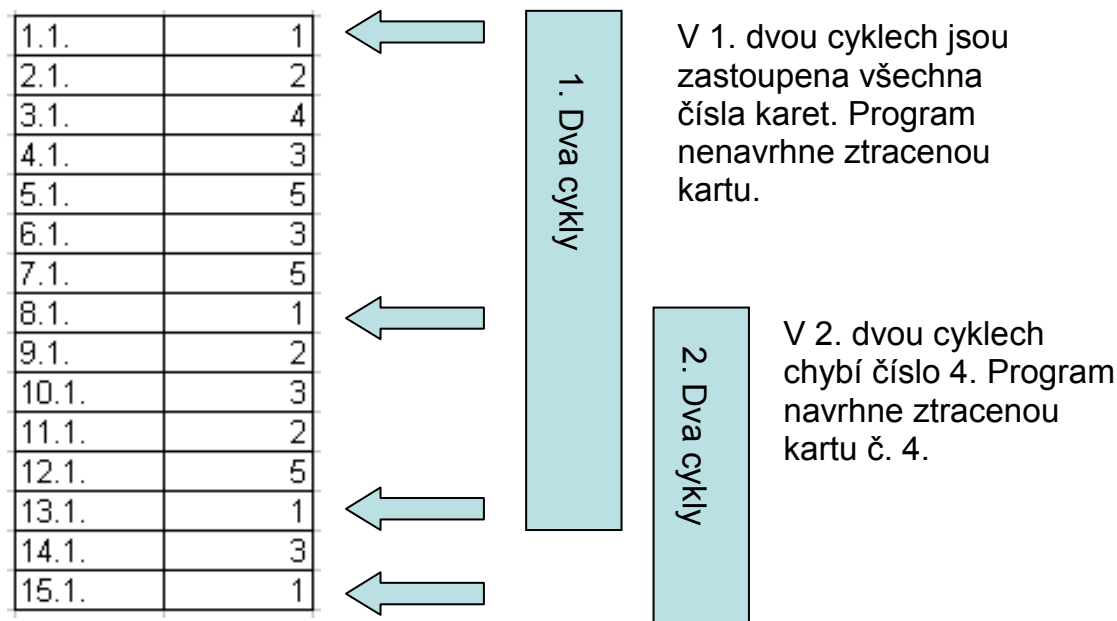 1.1. 1
2.1. 2
3.1. 4
4.1. 3
5.1. 5
6.1. 3
7.1. 5
8.1. 1
9.1. 2
10.1. 3
11.1. 2
12.1. 5
13.1. 1
14.1. 3
15.1. 1
1. Dva cykly
V 1. dvou cyklech jsou
zastoupena všechna
čísla karet. Program
nenavrhne ztracenou
kartu.
2. Dva cykly
V 2. dvou cyklech
chybí číslo 4. Program
navrhne ztracenou
kartu č. 4.